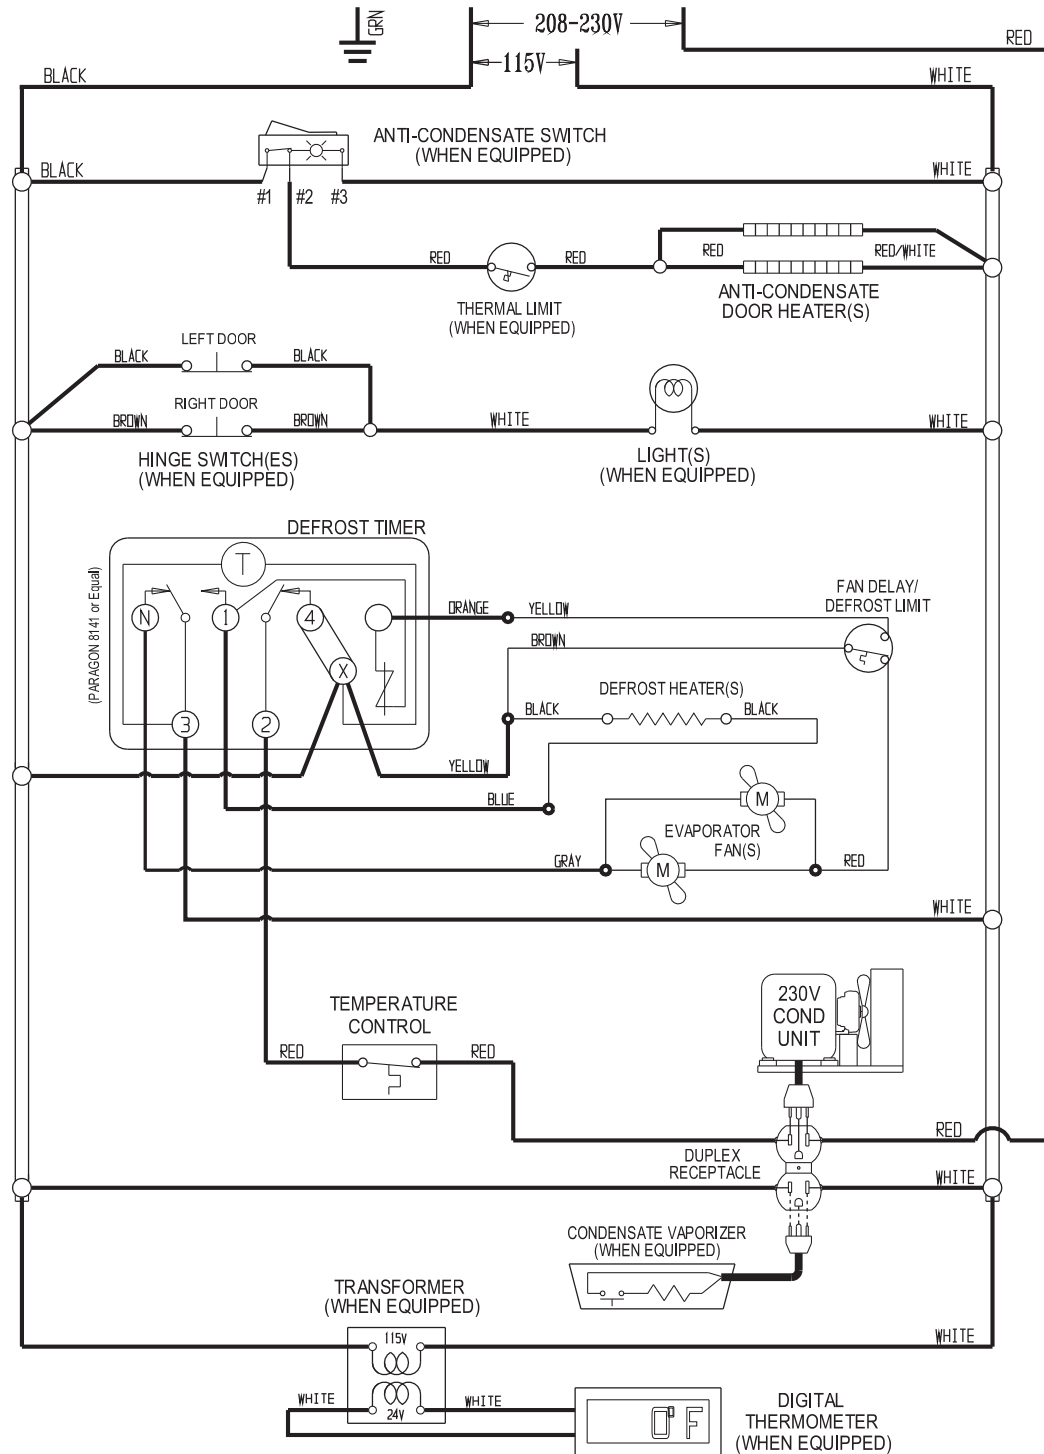 GRN
208-230V
RED
115V
BLACK
WHITE
ANTI-CONDENSATE SWITCH
(WHEN EQUIPPED)
BLACK
WHITE
#1
#2
#3
RED
RED
RED
RED/WHITE
THERMAL LIMIT
(WHEN EQUIPPED)
ANTI-CONDENSATE
DOOR HEATER(S)
LEFT DOOR
BLACK
BLACK
RIGHT DOOR
BROWN
BROWN
WHITE
WHITE
HINGE SWITCH(ES)
(WHEN EQUIPPED)
LIGHT(S)
(WHEN EQUIPPED)
DEFROST TIMER
(PARAGON 8141 or Equal)
T
N
1
4
X
3
2
ORANGE
YELLOW
FAN DELAY/
DEFROST LIMIT
BROWN
DEFROST HEATER(S)
BLACK
BLACK
YELLOW
BLUE
M
EVAPORATOR
FAN(S)
GRAY
M
RED
WHITE
TEMPERATURE
CONTROL
RED
RED
230V
COND
UNIT
RED
DUPLEX
RECEPTACLE
WHITE
CONDENSATE VAPORIZER
(WHEN EQUIPPED)
TRANSFORMER
(WHEN EQUIPPED)
115V
WHITE
24V
WHITE
WHITE
0°F
DIGITAL
THERMOMETER
(WHEN EQUIPPED)